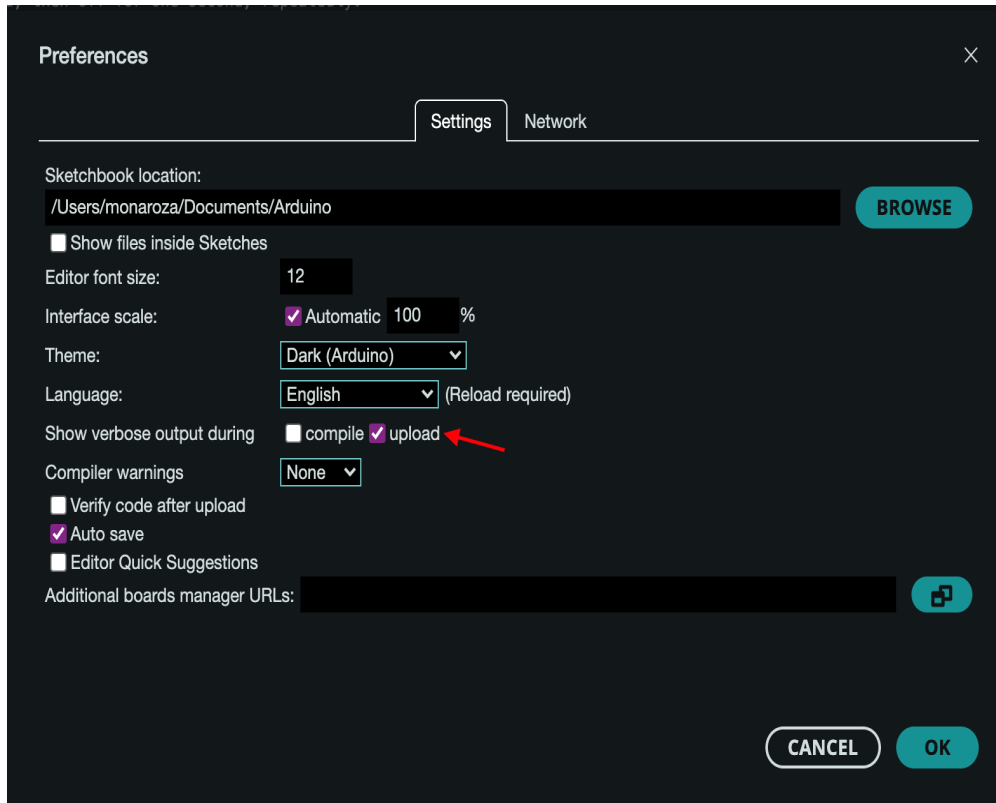 Preferences
Settings Network
Sketchbook location:
/Users/monaroza/Documents/Arduino BROWSE
Show files inside Sketches
Editor font size: 12
Interface scale: Automatic 100 %
Theme: Dark (Arduino)
Language: English (Reload required)
Show verbose output during compile upload
Compiler warnings None
Verify code after upload
Auto save
Editor Quick Suggestions
Additional boards manager URLs:
CANCEL OK